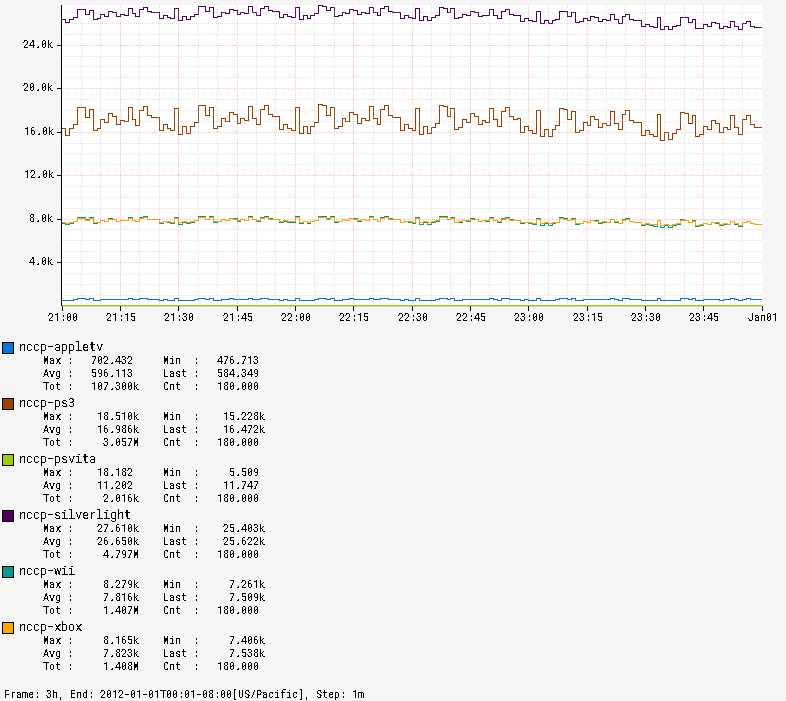 24.0k
20.0k
16.0k
12.0k
8.0k
4.0k
21:00 21:15 21:30 21:45 22:00 22:15 22:30 22:45 23:00 23:15 23:30 23:45 Jan01
nccp-appletv
Max : 702.432 Min : 476.713
Avg : 596.113 Last : 584.349
Tot : 107.300k Cnt : 180.000
nccp-ps3
Max : 18.510k Min : 15.228k
Avg : 16.986k Last : 16.472k
Tot : 3.057M Cnt : 180.000
nccp-psvita
Max : 18.182 Min : 5.509
Avg : 11.202 Last : 11.747
Tot : 2.016k Cnt : 180.000
nccp-silverlight
Max : 27.610k Min : 25.403k
Avg : 26.650k Last : 25.622k
Tot : 4.797M Cnt : 180.000
nccp-wii
Max : 8.279k Min : 7.261k
Avg : 7.816k Last : 7.509k
Tot : 1.407M Cnt : 180.000
nccp-xbox
Max : 8.165k Min : 7.406k
Avg : 7.823k Last : 7.538k
Tot : 1.408M Cnt : 180.000
Frame: 3h, End: 2012-01-01T00:01-08:00[US/Pacific], Step: 1m